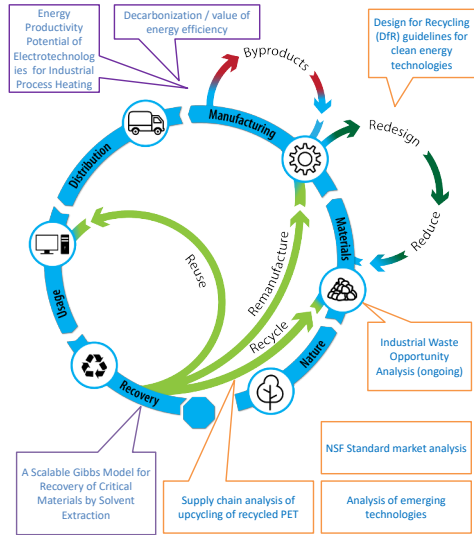 Energy
Productivity
Potential of
Electrotechnolog
ies for Industrial
Process Heating
Decarbonization / value of
energy efficiency
Design for Recycling
(DfR) guidelines for
clean energy
technologies
Byproducts
Manufacturing
Redesign
Distribution
Materials
Reduce
Reuse
Remanufacture
Usage
Recycle
Nature
Recovery
Industrial Waste
Opportunity
Analysis (ongoing)
A Scalable Gibbs Model for
Recovery of Critical
Materials by Solvent
Extraction
Supply chain analysis of
upcycling of recycled PET
NSF Standard market analysis
Analysis of emerging
technologies